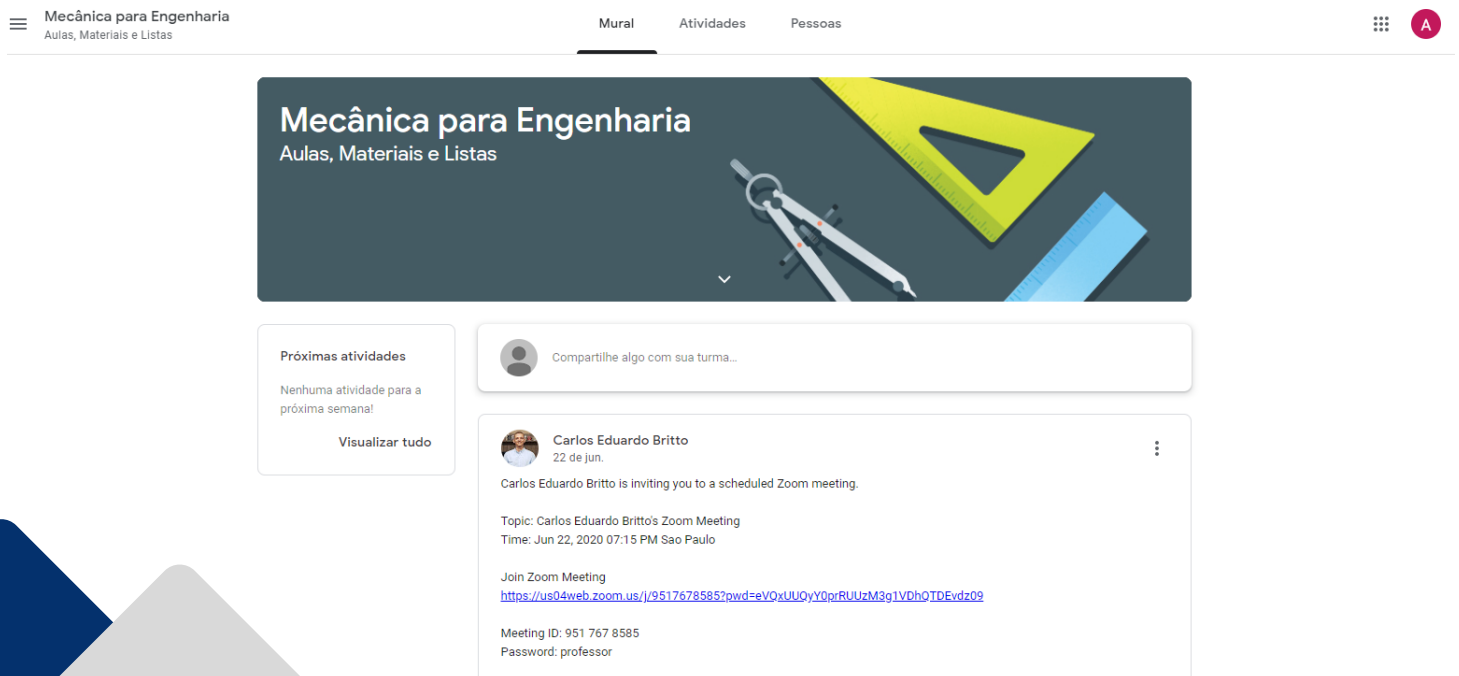 Mecânica para Engenharia
Aulas, Materiais e Listas
Mural
Atividades
Pessoas
A
Mecânica para Engenharia
Aulas, Materiais e Listas
Próximas atividades
Nenhuma atividade para a
próxima semana!
Visualizar tudo
Compartilhe algo com sua turma...
Carlos Eduardo Britto
22 de jun.
Carlos Eduardo Britto is inviting you to a scheduled Zoom meeting.
Topic: Carlos Eduardo Britto's Zoom Meeting
Time: Jun 22, 2020 07:15 PM Sao Paulo
Join Zoom Meeting
https://us04web.zoom.us/j/9517678585?pwd=eVQxUUQyY0prRUUzM3g1VDhQTDEvdz09
Meeting ID: 951 767 8585
Password: professor